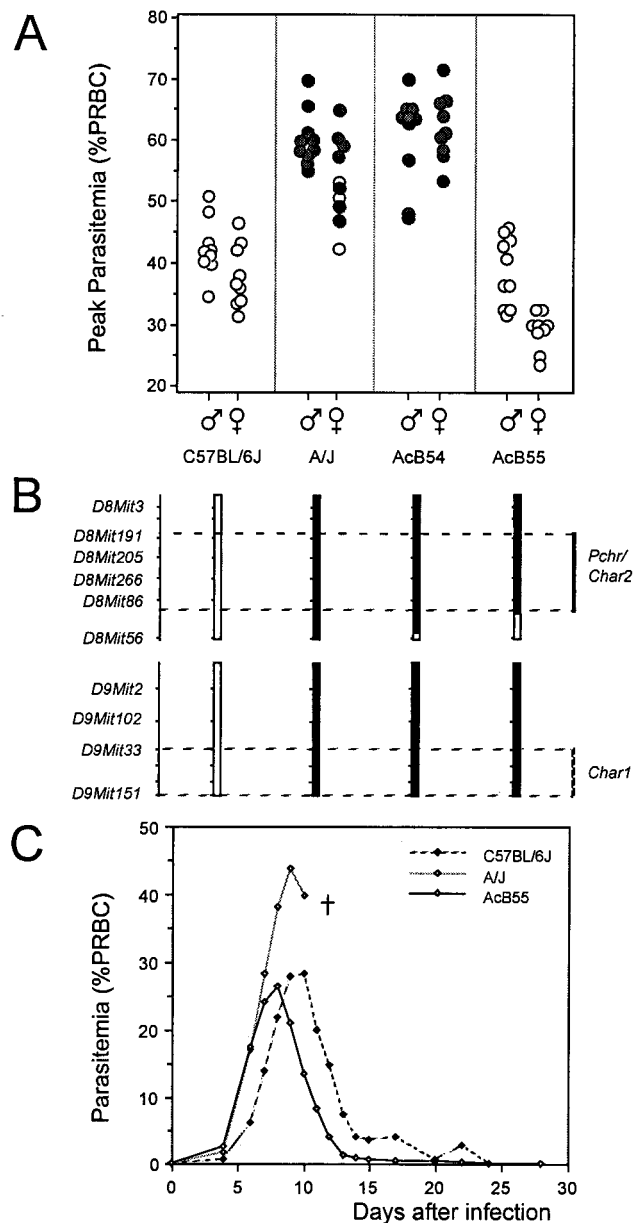 A
Peak Parasitemia (%PRBC)
80
70
60
50
40
30
20
♂ ♀ ♂ ♀ ♂ ♀ ♂ ♀
C57BL/6J A/J AcB54 AcB55
B
D8Mit3
D8Mit191
D8Mit205
D8Mit266
D8Mit86
D8Mit56
Pchr/
Char2
D9Mit2
D9Mit102
D9Mit33
D9Mit151
Char1
C
Parasitemia (%PRBC)
50
40
30
20
10
0
C57BL/6J
A/J
AcB55
†
0 5 10 15 20 25 30
Days after infection